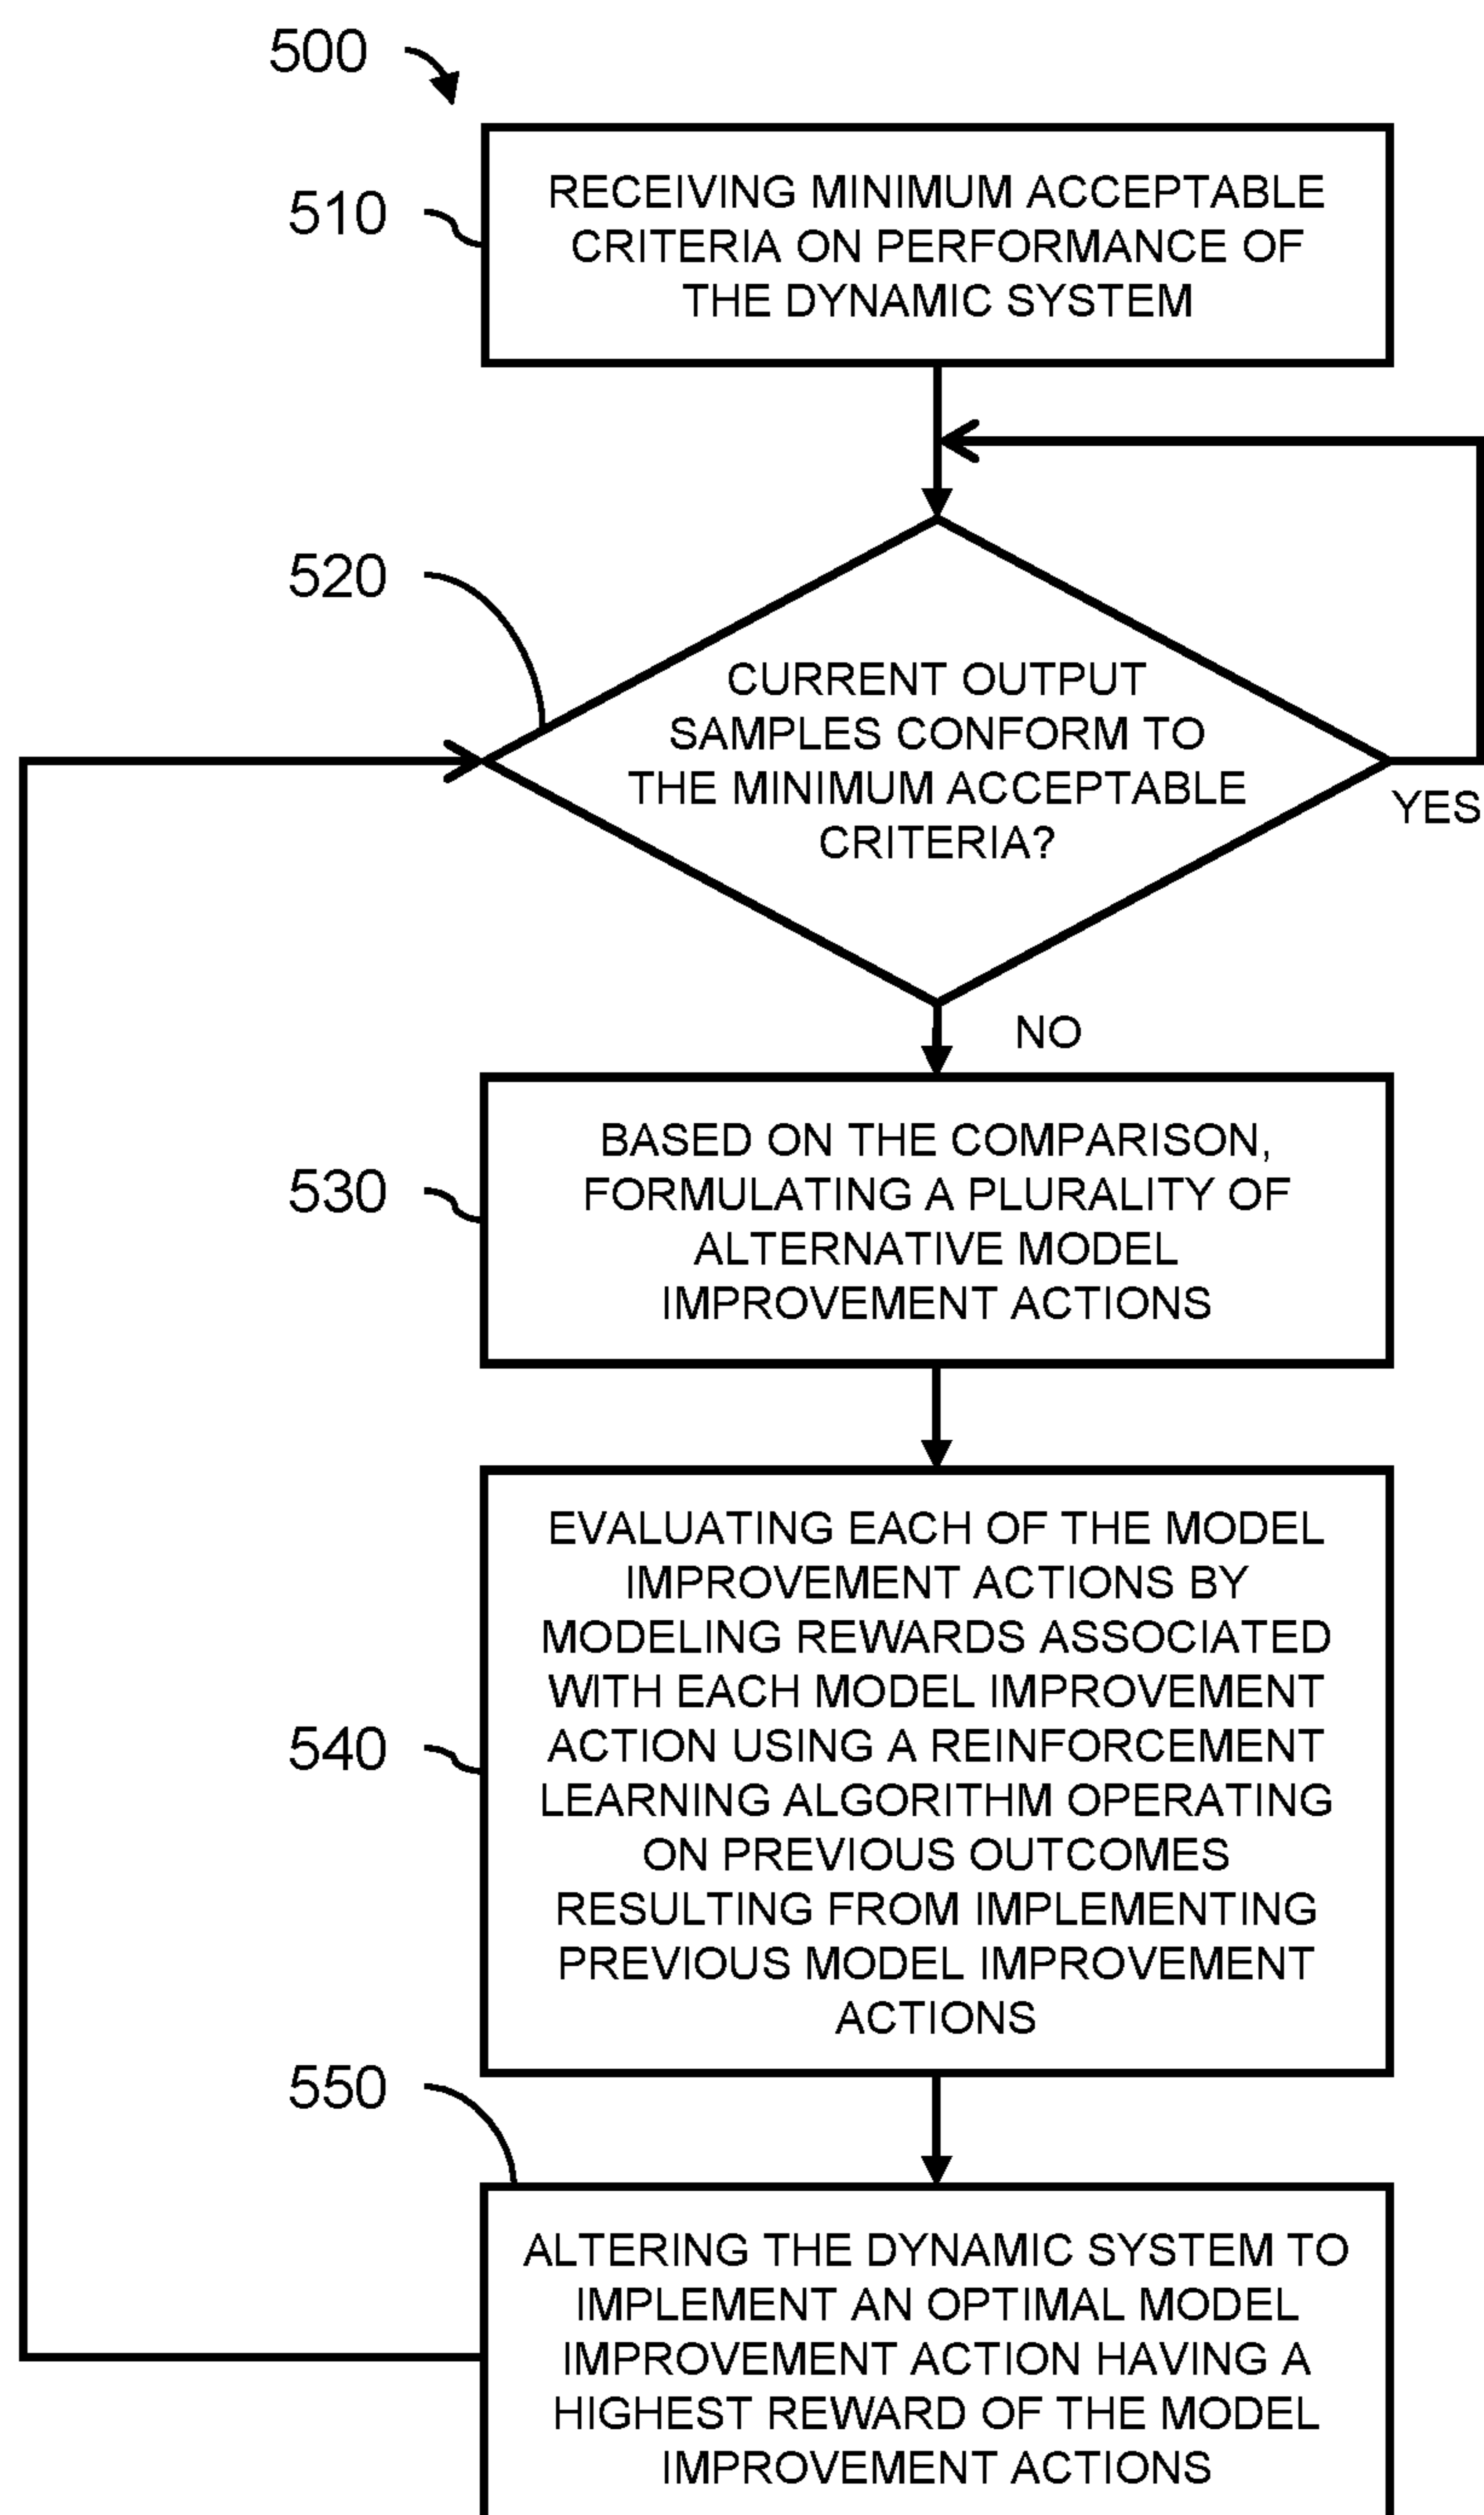 500
510
RECEIVING MINIMUM ACCEPTABLE
CRITERIA ON PERFORMANCE OF
THE DYNAMIC SYSTEM
520
CURRENT OUTPUT
SAMPLES CONFORM TO
THE MINIMUM ACCEPTABLE
CRITERIA?
YES
NO
530
BASED ON THE COMPARISON,
FORMULATING A PLURALITY OF
ALTERNATIVE MODEL
IMPROVEMENT ACTIONS
540
EVALUATING EACH OF THE MODEL
IMPROVEMENT ACTIONS BY
MODELING REWARDS ASSOCIATED
WITH EACH MODEL IMPROVEMENT
ACTION USING A REINFORCEMENT
LEARNING ALGORITHM OPERATING
ON PREVIOUS OUTCOMES
RESULTING FROM IMPLEMENTING
PREVIOUS MODEL IMPROVEMENT
ACTIONS
550
ALTERING THE DYNAMIC SYSTEM TO
IMPLEMENT AN OPTIMAL MODEL
IMPROVEMENT ACTION HAVING A
HIGHEST REWARD OF THE MODEL
IMPROVEMENT ACTIONS